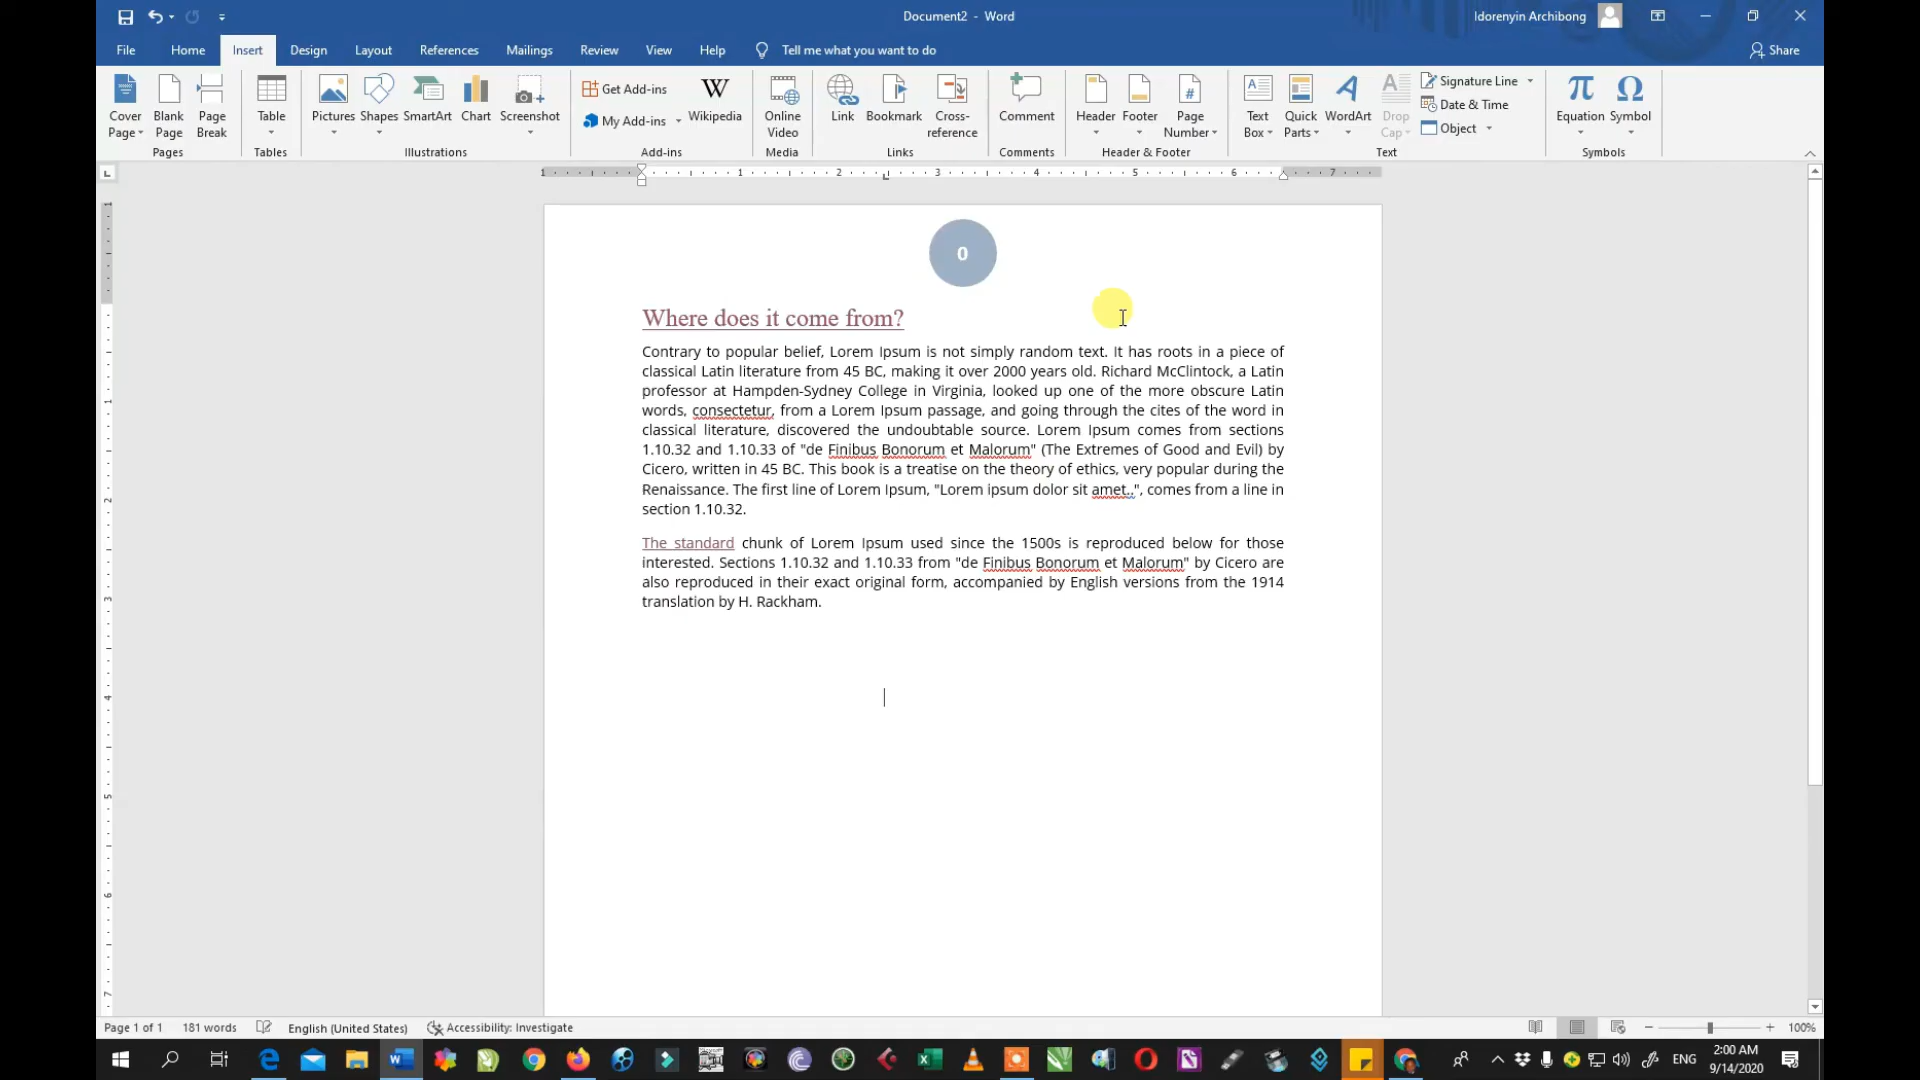 Document2 - Word
Idorenyin Archibong
File Home Insert Design Layout References Mailings Review View Help Tell me what you want to do Share
Cover Page Blank Page Page Break Table Pictures Shapes SmartArt Chart Screenshot Get Add-ins My Add-ins Wikipedia Online Video Link Bookmark Cross-reference Comment Header Footer Page Number Text Box Quick Parts WordArt Drop Cap Signature Line Date & Time Object Equation Symbol
Pages Tables Illustrations Add-ins Media Links Comments Header & Footer Text Symbols
1 1 2 3 4 5 6 7
0
Where does it come from?
Contrary to popular belief, Lorem Ipsum is not simply random text. It has roots in a piece of
classical Latin literature from 45 BC, making it over 2000 years old. Richard McClintock, a Latin
professor at Hampden-Sydney College in Virginia, looked up one of the more obscure Latin
words, consectetur, from a Lorem Ipsum passage, and going through the cites of the word in
classical literature, discovered the undoubtable source. Lorem Ipsum comes from sections
1.10.32 and 1.10.33 of "de Finibus Bonorum et Malorum" (The Extremes of Good and Evil) by
Cicero, written in 45 BC. This book is a treatise on the theory of ethics, very popular during the
Renaissance. The first line of Lorem Ipsum, "Lorem ipsum dolor sit amet..", comes from a line in
section 1.10.32.
The standard chunk of Lorem Ipsum used since the 1500s is reproduced below for those
interested. Sections 1.10.32 and 1.10.33 from "de Finibus Bonorum et Malorum" by Cicero are
also reproduced in their exact original form, accompanied by English versions from the 1914
translation by H. Rackham.
Page 1 of 1 181 words English (United States) Accessibility: Investigate 100%
ENG 2:00 AM
9/14/2020